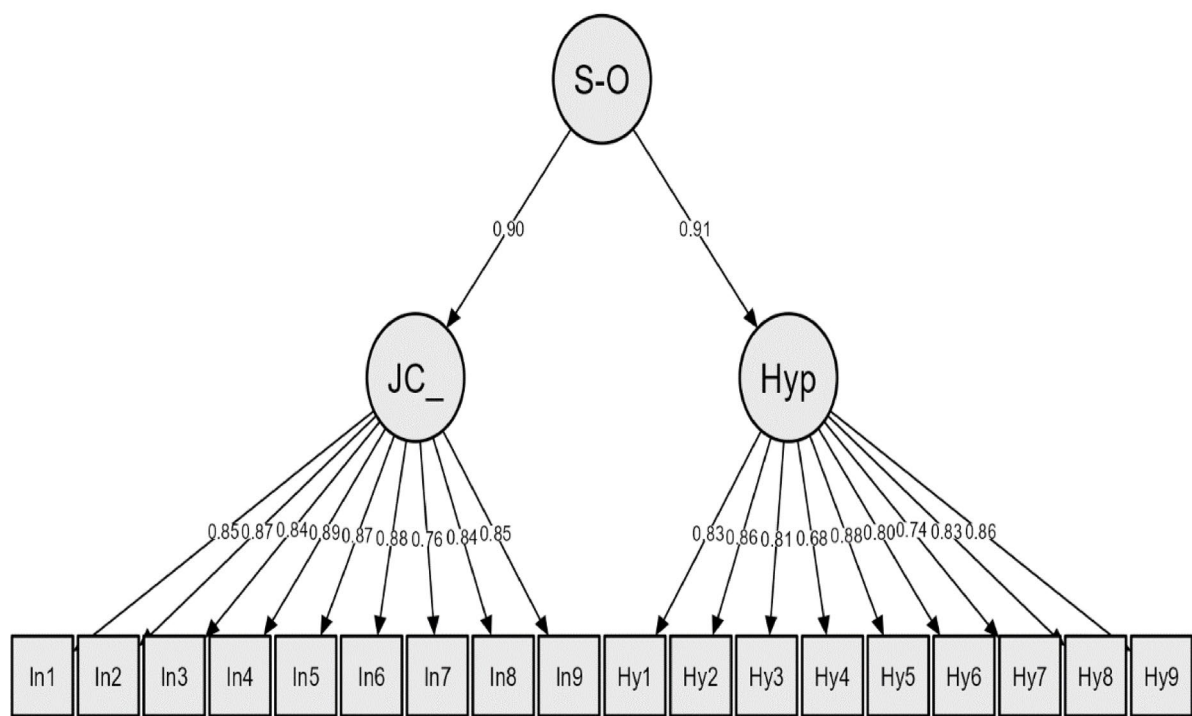 S-O
0.90 0.91
JC_ Hyp
0.85 0.87 0.84 0.89 0.87 0.88 0.76 0.84 0.85 0.83 0.86 0.81 0.68 0.88 0.80 0.74 0.83 0.86
In1 In2 In3 In4 In5 In6 In7 In8 In9 Hy1 Hy2 Hy3 Hy4 Hy5 Hy6 Hy7 Hy8 Hy9